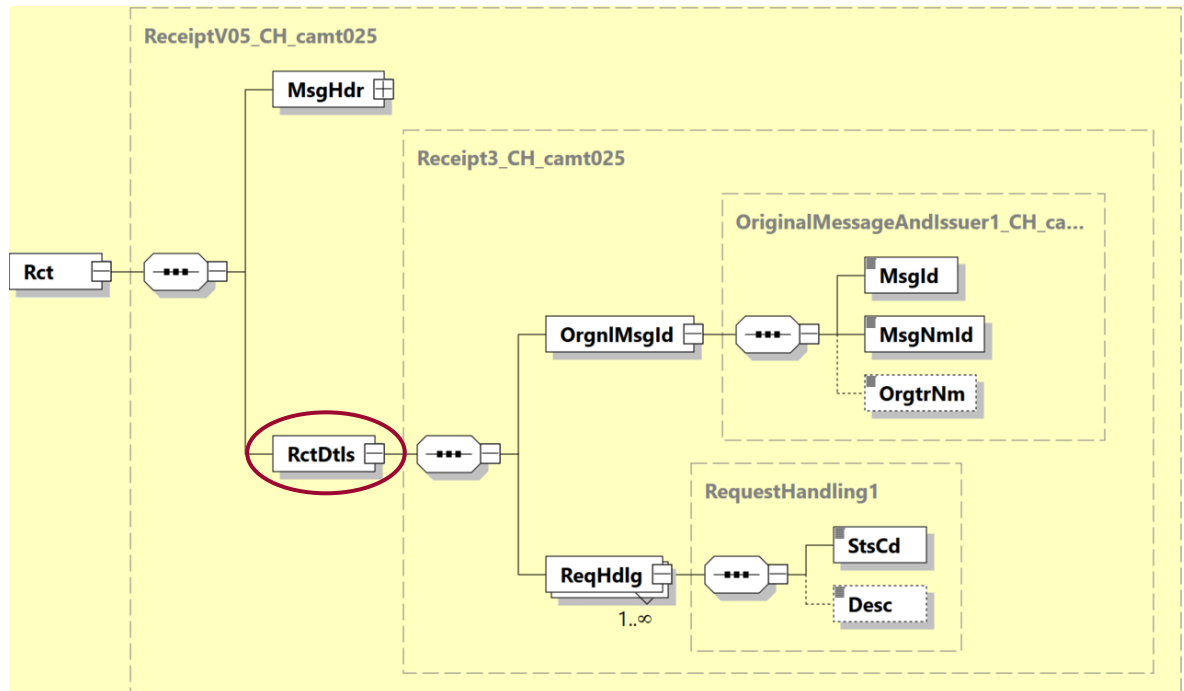 ReceiptV05_CH_camt025
MsgHdr
Receipt3_CH_camt025
OriginalMessageAndIssuer1_CH_ca...
Rct
MsgId
OrgnlMsgId
MsgNmId
OrgtrNm
RctDtls
RequestHandling1
StsCd
ReqHdlg
Desc
1..∞